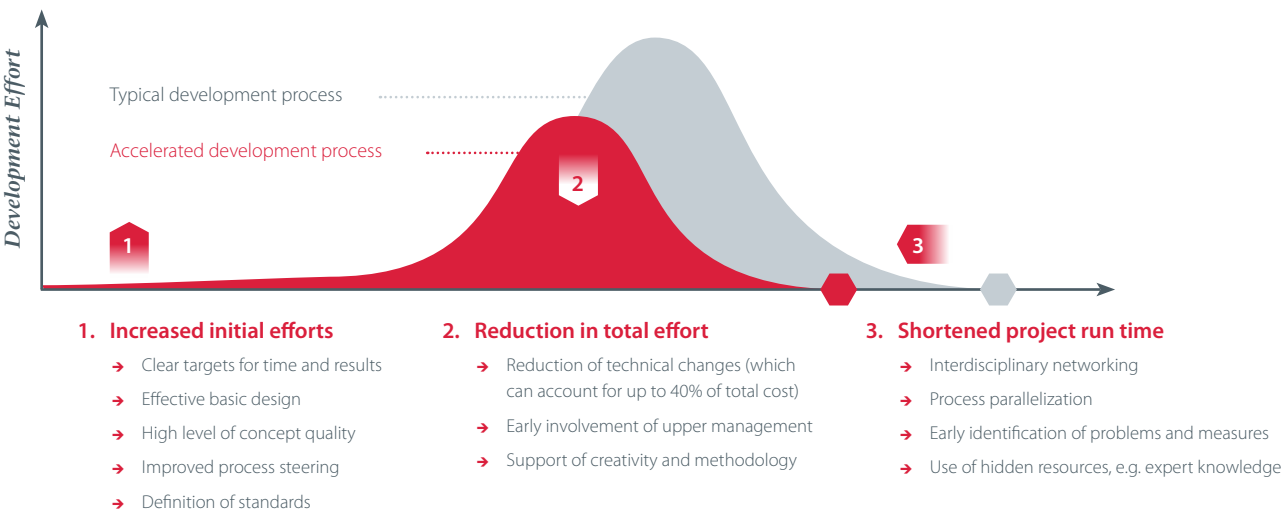 Development Effort
Typical development process
Accelerated development process
1
2
3
1. Increased initial efforts
Clear targets for time and results
Effective basic design
High level of concept quality
Improved process steering
Definition of standards
2. Reduction in total effort
Reduction of technical changes (which
can account for up to 40% of total cost)
Early involvement of upper management
Support of creativity and methodology
3. Shortened project run time
Interdisciplinary networking
Process parallelization
Early identification of problems and measures
Use of hidden resources, e.g. expert knowledge